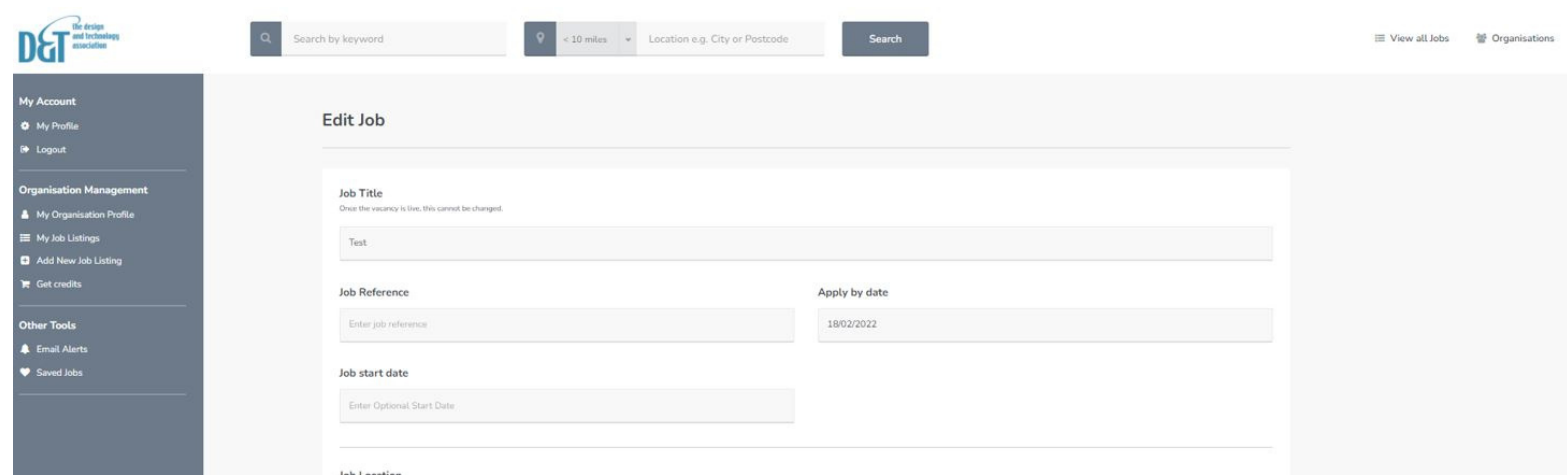 D&T the design
and technology
association
Search by keyword
< 10 miles
Location e.g. City or Postcode
Search
View all Jobs
Organisations
My Account
My Profile
Logout
Organisation Management
My Organisation Profile
My Job Listings
Add New Job Listing
Get credits
Other Tools
Email Alerts
Saved Jobs
Edit Job
Job Title
Once the vacancy is live, this cannot be changed.
Test
Job Reference
Enter job reference
Apply by date
18/02/2022
Job start date
Enter Optional Start Date
Job Location